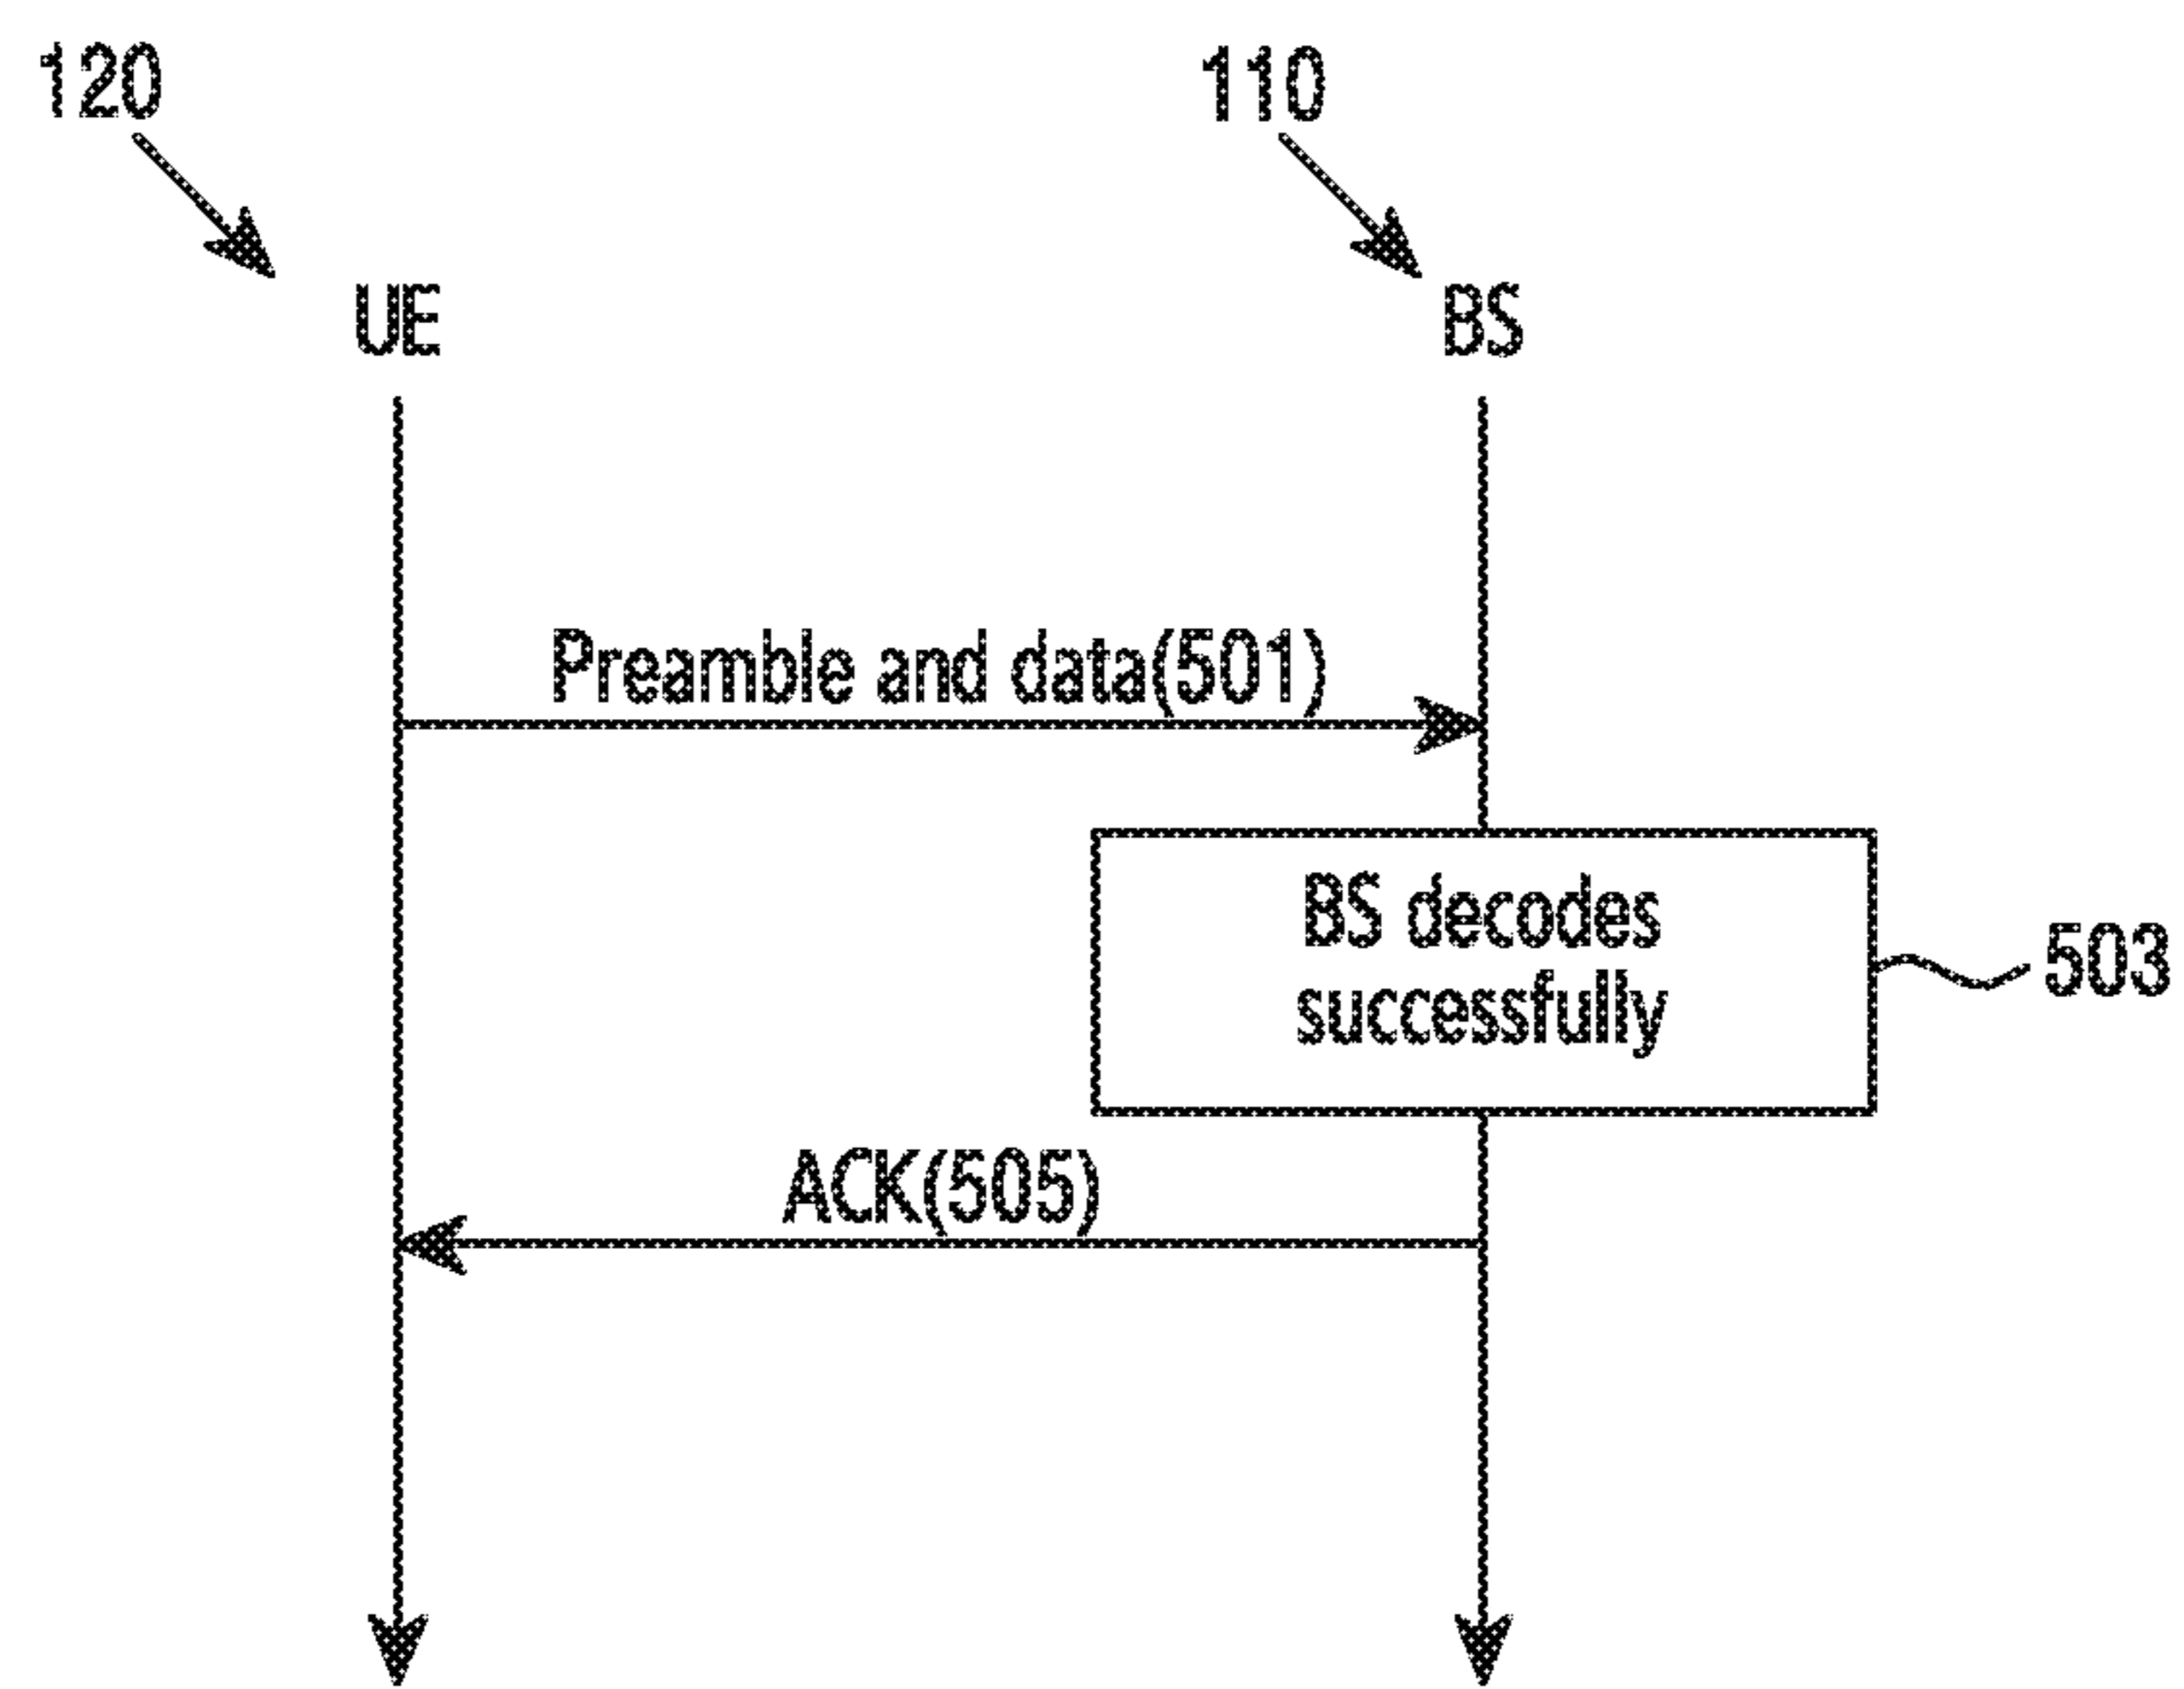 120
110
UE
BS
Preamble and data(501)
BS decodes
successfully
503
ACK(505)